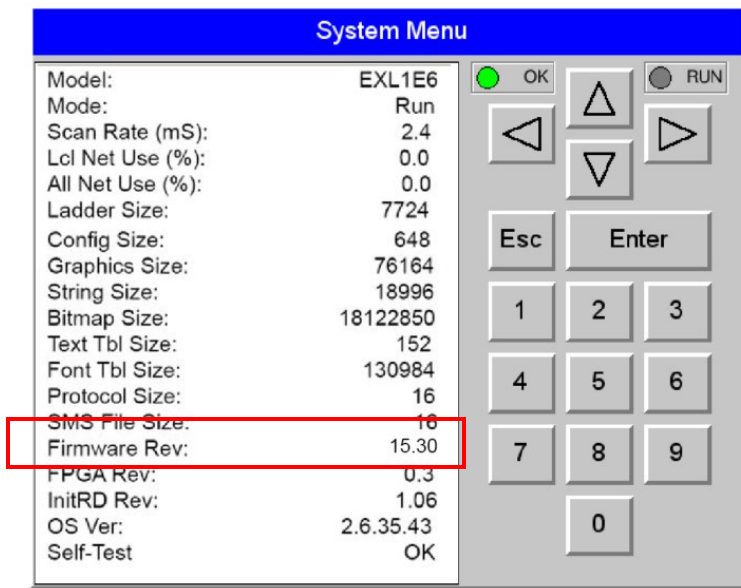 System Menu
Model: EXL1E6
Mode: Run
Scan Rate (mS): 2.4
Lcl Net Use (%): 0.0
All Net Use (%): 0.0
Ladder Size: 7724
Config Size: 648
Graphics Size: 76164
String Size: 18996
Bitmap Size: 18122850
Text Tbl Size: 152
Font Tbl Size: 130984
Protocol Size: 16
SMS File Size: 16
Firmware Rev: 15.30
FPGA Rev: 0.3
InitRD Rev: 1.06
OS Ver: 2.6.35.43
Self-Test OK
OK RUN
Esc Enter
1 2 3
4 5 6
7 8 9
0